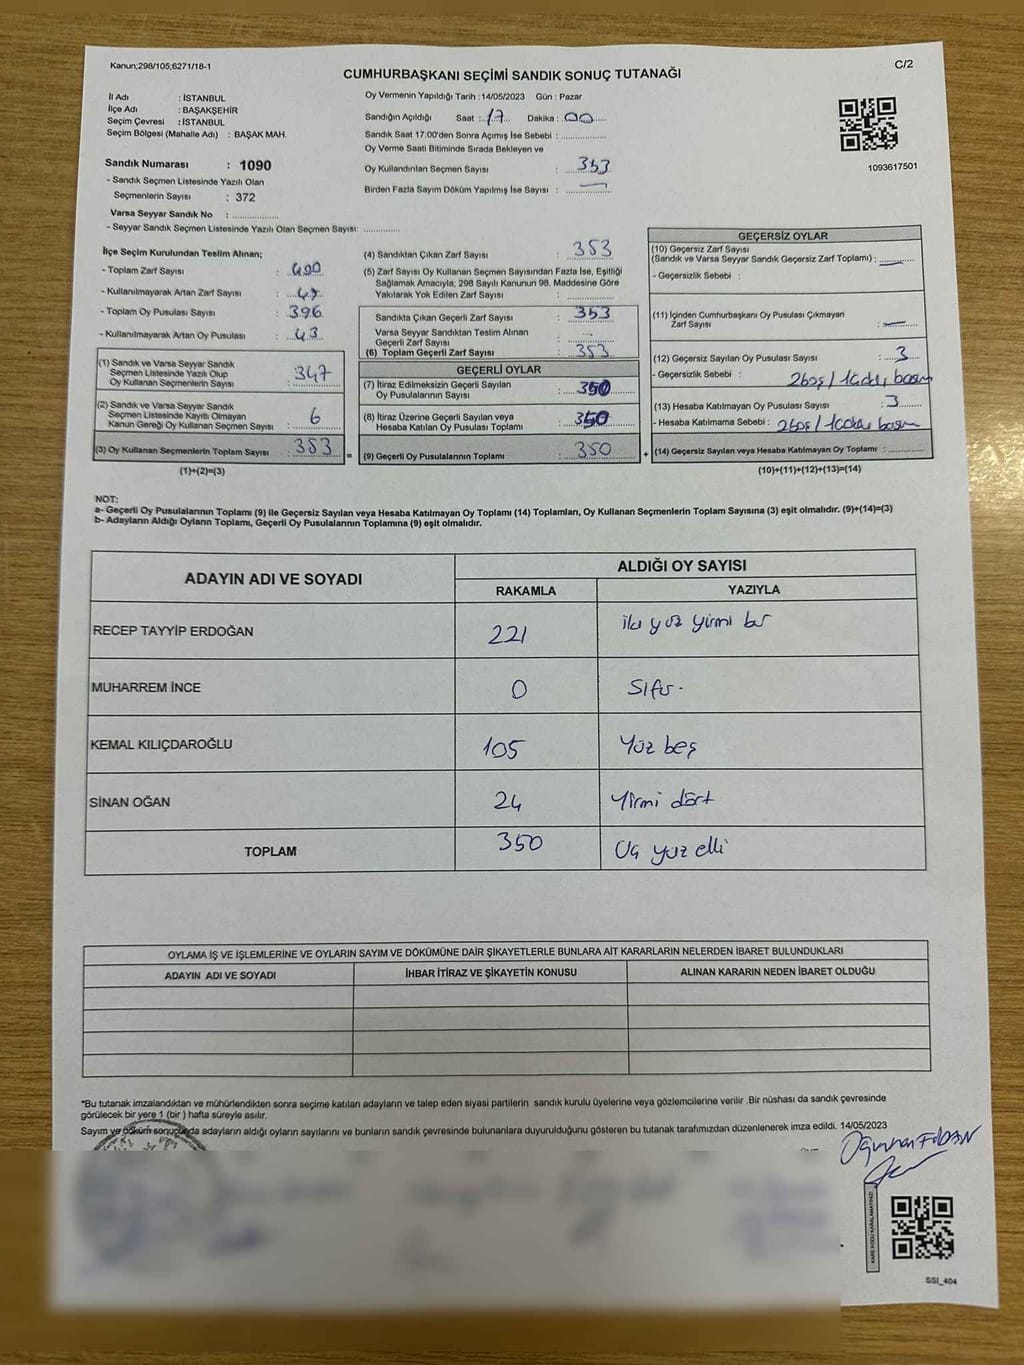 Kanun;298/105;6271/18-1
C/2
CUMHURBAŞKANI SEÇİMİ SANDIK SONUÇ TUTANAĞI
İl Adı : İSTANBUL
İlçe Adı : BAŞAKŞEHİR
Seçim Çevresi : İSTANBUL
Seçim Bölgesi (Mahalle Adı) : BAŞAK MAH.
Sandık Numarası : 1090
- Sandık Seçmen Listesinde Yazılı Olan
Seçmenlerin Sayısı : 372
Varsa Seyyar Sandık No : ..............
- Seyyar Sandık Seçmen Listesinde Yazılı Olan Seçmen Sayısı: ............
Oy Vermenin Yapıldığı Tarih : 14/05/2023 Gün : Pazar
Sandığın Açıldığı Saat : 17 Dakika : 00
Sandık Saat 17.00'den Sonra Açımış İse Sebebi : ..............
Oy Verme Saati Bitiminde Sırada Bekleyen ve
Oy Kullandırılan Seçmen Sayısı : 353
Birden Fazla Sayım Döküm Yapılmış İse Sayısı : —
1093617501
İlçe Seçim Kurulundan Teslim Alınan;
- Toplam Zarf Sayısı : 400
- Kullanılmayarak Artan Zarf Sayısı : 47
- Toplam Oy Pusulası Sayısı : 396
- Kullanılmayarak Artan Oy Pusulası : 43
(1) Sandık ve Varsa Seyyar Sandık
Seçmen Listesinde Yazılı Olup
Oy Kullanan Seçmenlerin Sayısı : 347
(2) Sandık ve Varsa Seyyar Sandık
Seçmen Listesinde Kayıtlı Olmayan
Kanun Gereği Oy Kullanan Seçmen Sayısı : 6
(3) Oy Kullanan Seçmenlerin Toplam Sayısı : 353
(1)+(2)=(3)
(4) Sandıktan Çıkan Zarf Sayısı : 353
(5) Zarf Sayısı Oy Kullanan Seçmen Sayısından Fazla İse, Eşitliği
Sağlamak Amacıyla, 298 Sayılı Kanunun 98. Maddesine Göre
Yakılarak Yok Edilen Zarf Sayısı : ..............
Sandıkta Çıkan Geçerli Zarf Sayısı : 353
Varsa Seyyar Sandıktan Teslim Alınan
Geçerli Zarf Sayısı :
(6) Toplam Geçerli Zarf Sayısı : 353
GEÇERLİ OYLAR
(7) İtiraz Edilmeksizin Geçerli Sayılan
Oy Pusulasının Sayısı : 350
(8) İtiraz Üzerine Geçerli Sayılan veya
Hesaba Katılan Oy Pusulası Toplamı : 350
(9) Geçerli Oy Pusulalarının Toplamı : 350
GEÇERSİZ OYLAR
(10) Geçersiz Zarf Sayısı
(Sandık ve Varsa Seyyar Sandık Geçersiz Zarf Toplamı) : —
- Geçersizlik Sebebi :
(11) İçinden Cumhurbaşkanı Oy Pusulası Çıkmayan
Zarf Sayısı : —
(12) Geçersiz Sayılan Oy Pusulası Sayısı : 3
- Geçersizlik Sebebi : 2boş /
(13) Hesaba Katılmayan Oy Pusulası Sayısı : 3
- Hesaba Katılmama Sebebi : 2boş /
(14) Geçersiz Sayılan veya Hesaba Katılmayan Oy Toplamı : ..........
(10)+(11)+(12)+(13)=(14)
NOT:
a- Geçerli Oy Pusulalarının Toplamı (9) ile Geçersiz Sayılan veya Hesaba Katılmayan Oy Toplamı (14) Toplamları, Oy Kullanan Seçmenlerin Toplam Sayısına (3) eşit olmalıdır. (9)+(14)=(3)
b- Adayların Aldığı Oyların Toplamı, Geçerli Oy Pusulalarının Toplamına (9) eşit olmalıdır.
ADAYIN ADI VE SOYADI ALDIĞI OY SAYISI
RAKAMLA YAZIYLA
RECEP TAYYİP ERDOĞAN 221 iki yüz yirmi bir
MUHARREM İNCE 0 Sıfır.
KEMAL KILIÇDAROĞLU 105 Yüz beş
SİNAN OĞAN 24 Yirmi dört
TOPLAM 350 Üç yüz elli
OYLAMA İŞ VE İŞLEMLERİNE VE OYLARIN SAYIM VE DÖKÜMÜNE DAİR ŞİKAYETLERLE BUNLARA AİT KARARLARIN NELERDEN İBARET BULUNDUKLARI
ADAYIN ADI VE SOYADI İHBAR İTİRAZ VE ŞİKAYETİN KONUSU ALINAN KARARIN NEDEN İBARET OLDUĞU
*Bu tutanak imzalandıktan ve mühürlendikten sonra seçime katılan adayların ve talep eden siyasi partilerin sandık kurulu üyelerine veya gözlemcilerine verilir .Bir nüshası da sandık çevresinde
görülecek bir yere 1 (bir ) hafta süreyle asılır.
Sayım ve döküm sonucunda adayların aldığı oyların sayılarını ve bunların sandık çevresinde bulunanlara duyurulduğunu gösteren bu tutanak tarafımızdan düzenlenerek imza edildi. 14/05/2023
KARE KODU KARALAMAYINIZ!
SSI_404